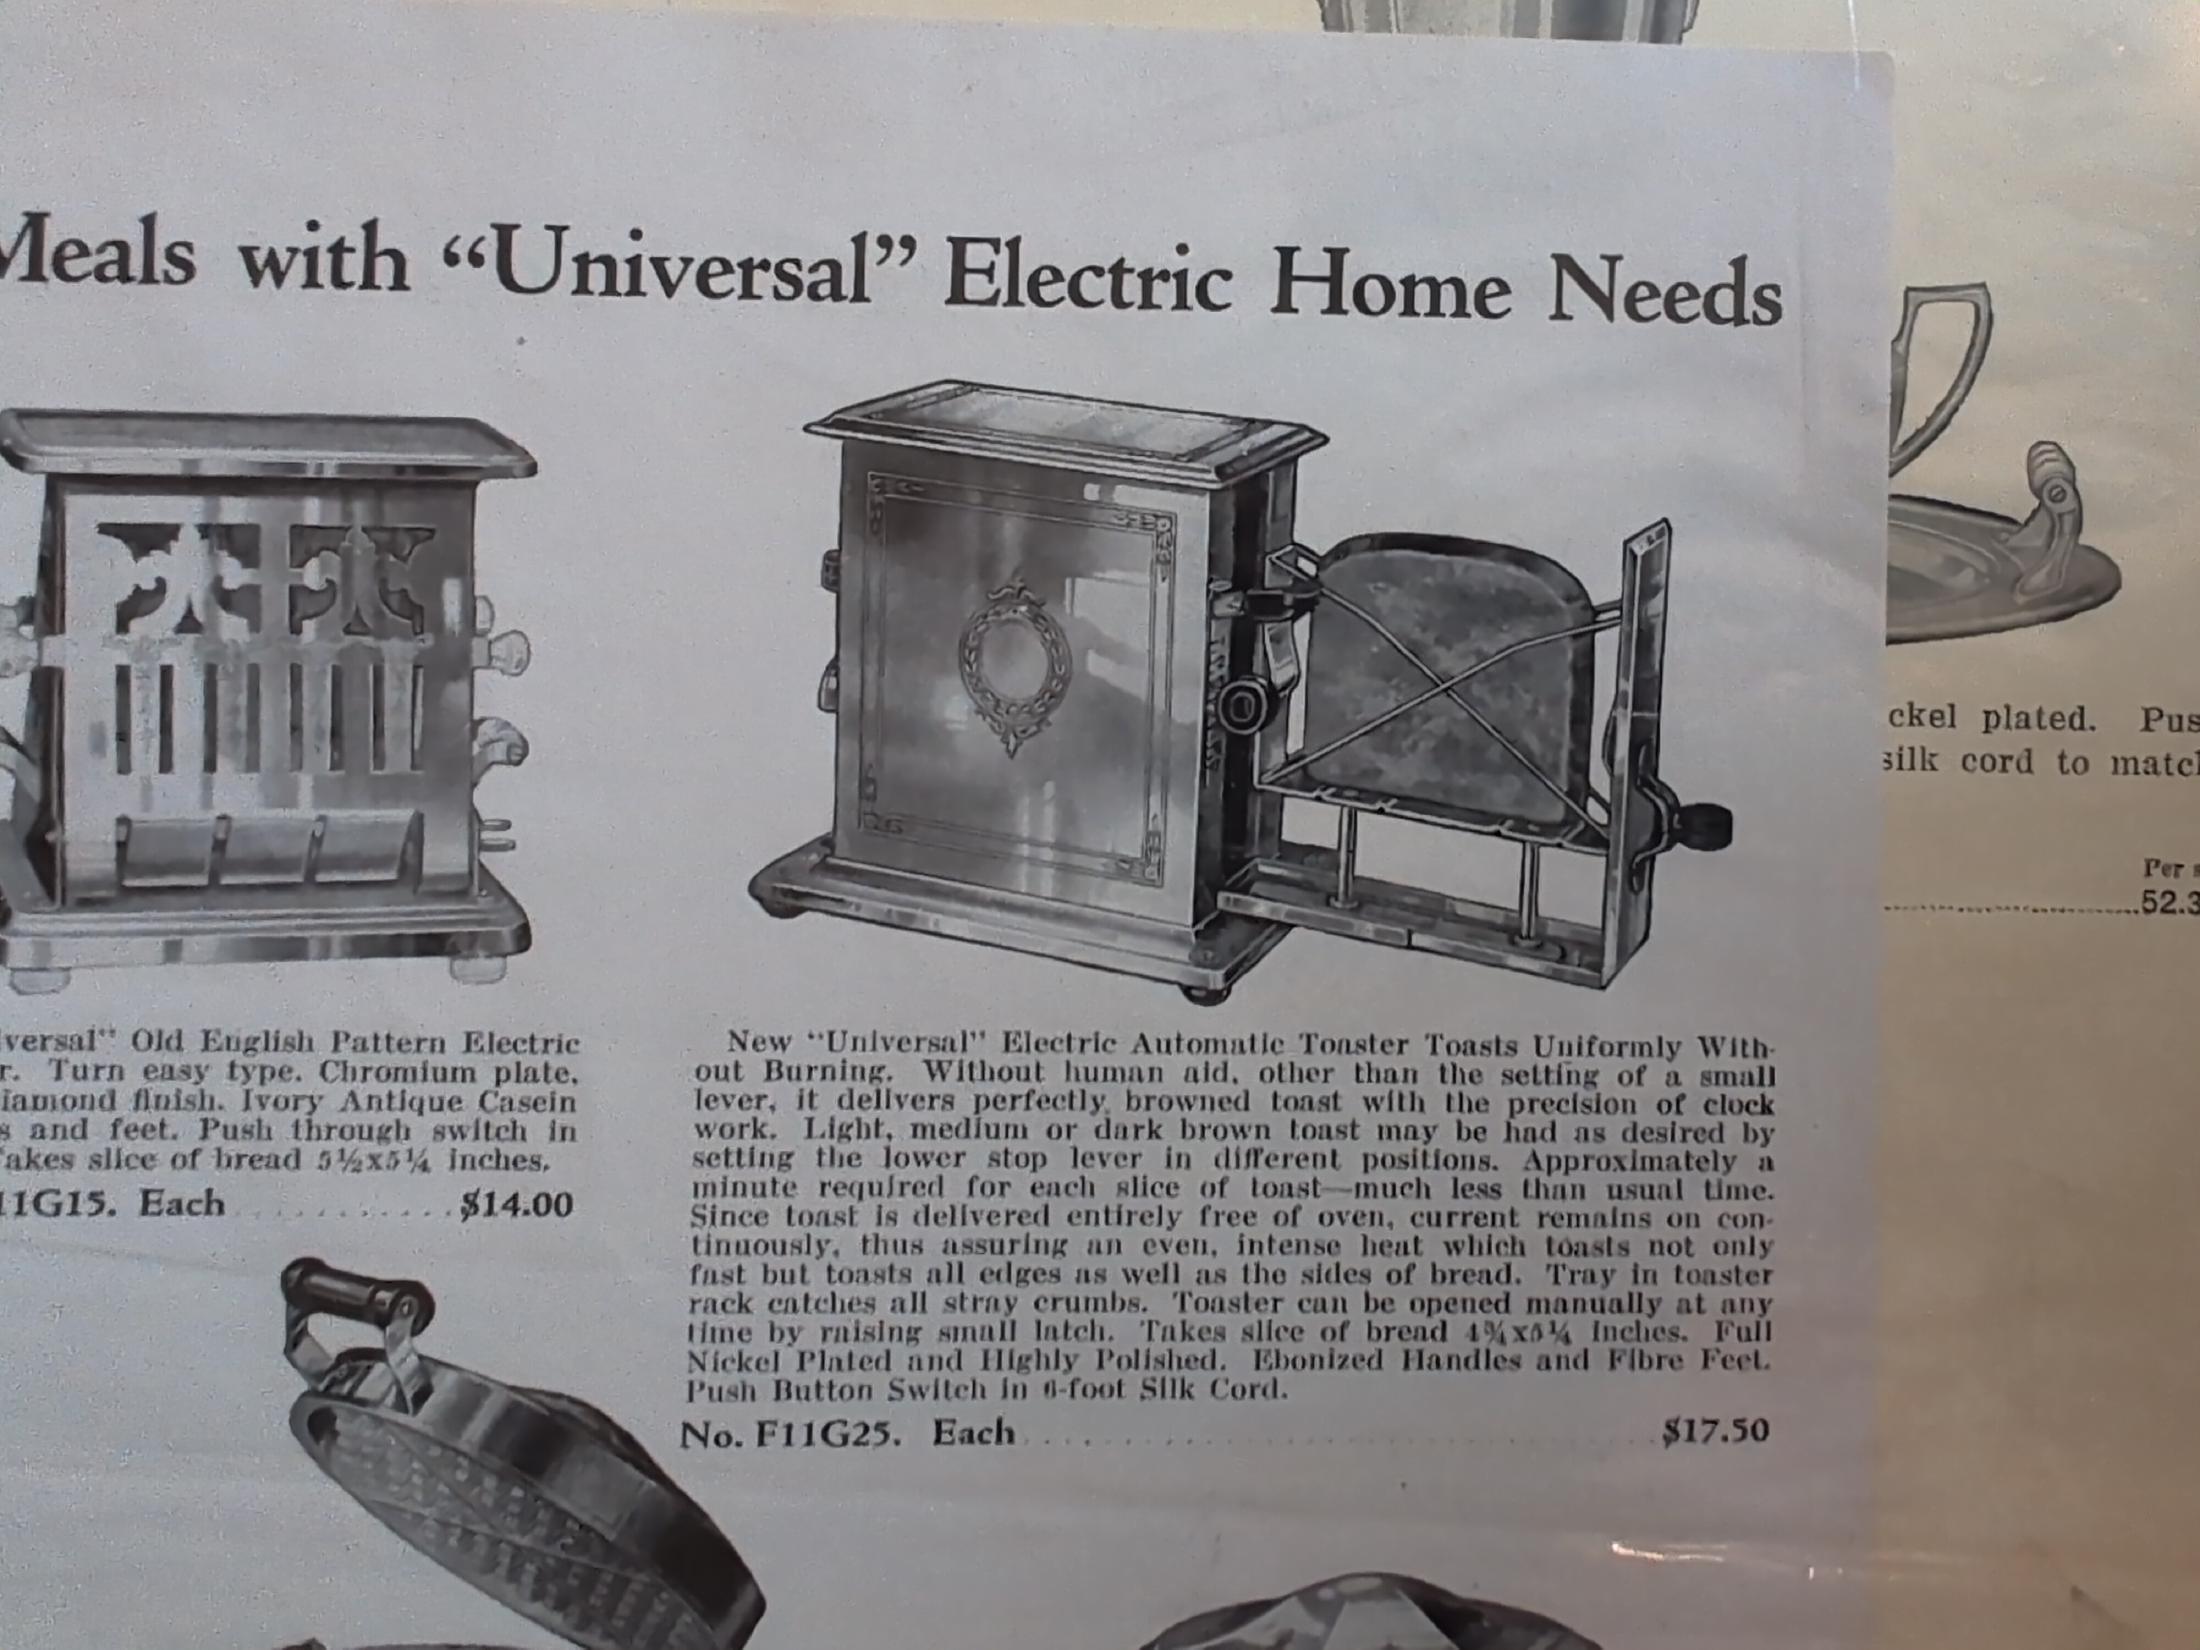 Meals with “Universal” Electric Home Needs
versal” Old English Pattern Electric
r. Turn easy type. Chromium plate,
iamond finish. Ivory Antique Casein
s and feet. Push through switch in
akes slice of bread 5½x5¼ inches.
11G15. Each ........... $14.00
New “Universal” Electric Automatic Toaster Toasts Uniformly With-
out Burning. Without human aid, other than the setting of a small
lever, it delivers perfectly browned toast with the precision of clock
work. Light, medium or dark brown toast may be had as desired by
setting the lower stop lever in different positions. Approximately a
minute required for each slice of toast—much less than usual time.
Since toast is delivered entirely free of oven, current remains on con-
tinuously, thus assuring an even, intense heat which toasts not only
fast but toasts all edges as well as the sides of bread. Tray in toaster
rack catches all stray crumbs. Toaster can be opened manually at any
time by raising small latch. Takes slice of bread 4¾x5¼ inches. Full
Nickel Plated and Highly Polished. Ebonized Handles and Fibre Feet.
Push Button Switch in 6-foot Silk Cord.
No. F11G25. Each ........... $17.50
ckel plated. Pus
silk cord to matc
Per s
52.3